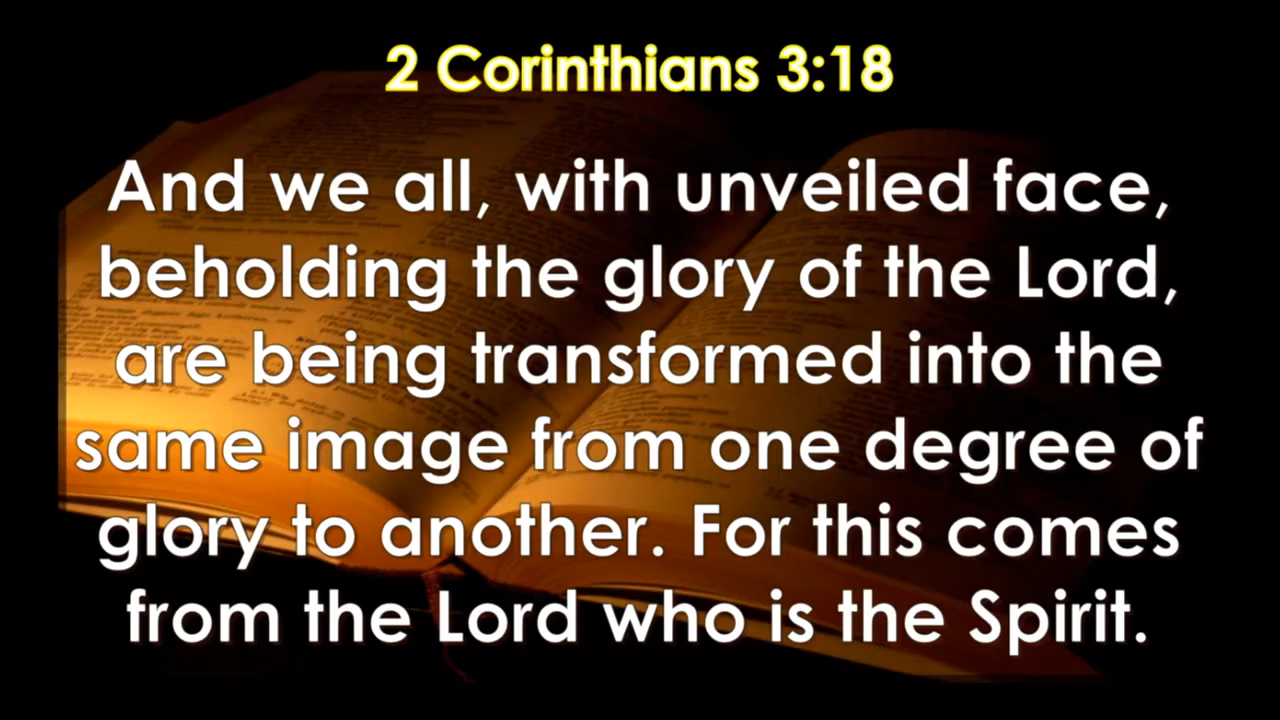 2 Corinthians 3:18
And we all, with unveiled face,
beholding the glory of the Lord,
are being transformed into the
same image from one degree of
glory to another. For this comes
from the Lord who is the Spirit.